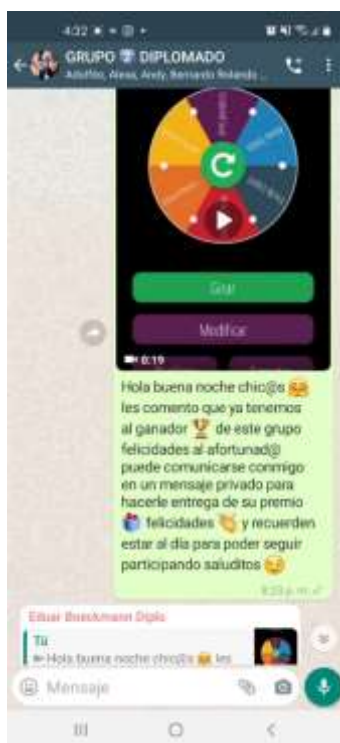 4:32
GRUPO 🏆 DIPLOMADO
Adolfito, Alexa, Andy, Bernardo Rolando
Girar
Modificar
0:19
Hola buena noche chic@s 🤗
les comento que ya tenemos
al ganador 🏆 de este grupo
felicidades al afortunad@
puede comunicarse conmigo
en un mensaje privado para
hacerle entrega de su premio
🎁 felicidades 👏 y recuerden
estar al día para poder seguir
participando saluditos 😏
Tú
Hola buena noche chic@s 🤗 les
Mensaje